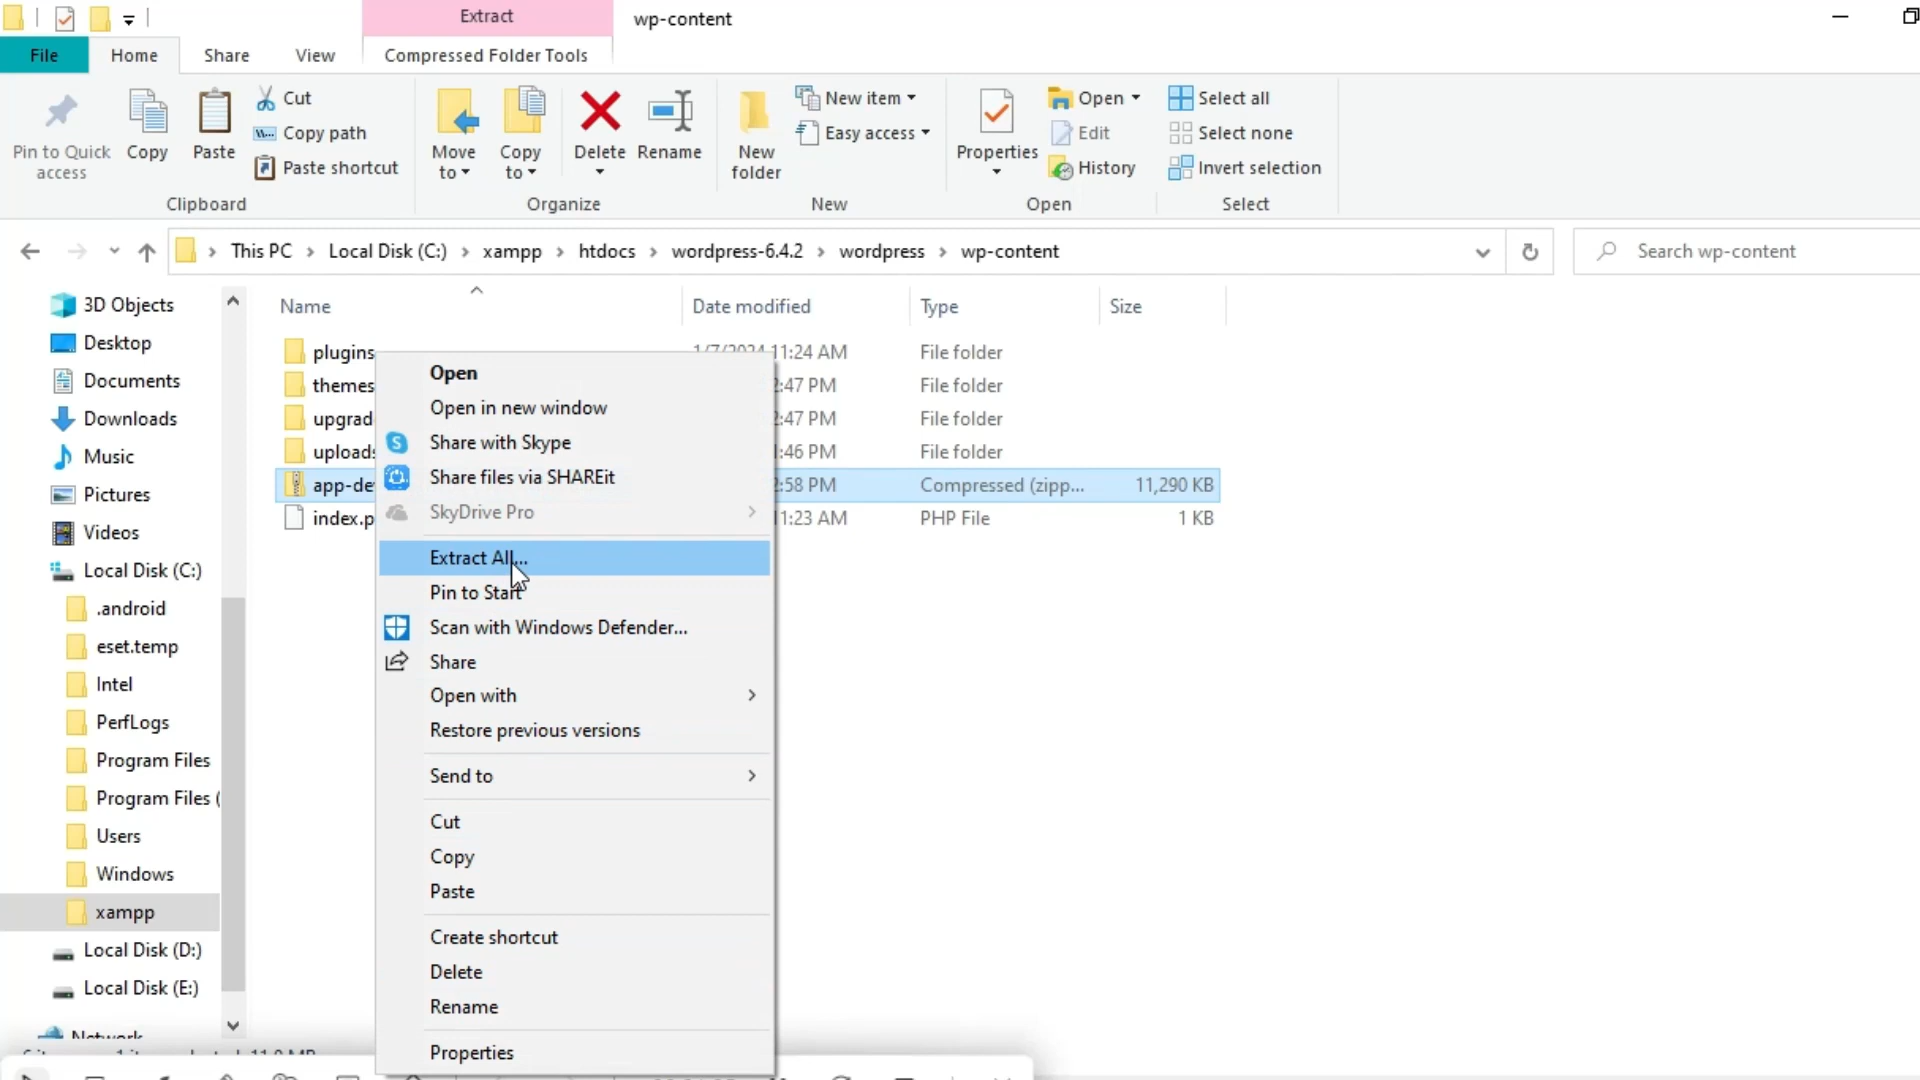 Extract
wp-content
File
Home
Share
View
Compressed Folder Tools
Pin to Quick access
Copy
Paste
Cut
Copy path
Paste shortcut
Clipboard
Move to
Copy to
Delete
Rename
Organize
New folder
New item
Easy access
New
Properties
Open
Edit
History
Open
Select all
Select none
Invert selection
Select
This PC
Local Disk (C:)
xampp
htdocs
wordpress-6.4.2
wordpress
wp-content
Search wp-content
3D Objects
Desktop
Documents
Downloads
Music
Pictures
Videos
Local Disk (C:)
.android
eset.temp
Intel
PerfLogs
Program Files
Program Files (
Users
Windows
xampp
Local Disk (D:)
Local Disk (E:)
Network
Name Date modified Type Size
plugins 11:24 AM File folder
themes 2:47 PM File folder
upgrad 2:47 PM File folder
uploads :46 PM File folder
app-de 2:58 PM Compressed (zipp... 11,290 KB
index.p 11:23 AM PHP File 1 KB
Open
Open in new window
Share with Skype
Share files via SHAREit
SkyDrive Pro
Extract All...
Pin to Start
Scan with Windows Defender...
Share
Open with
Restore previous versions
Send to
Cut
Copy
Paste
Create shortcut
Delete
Rename
Properties